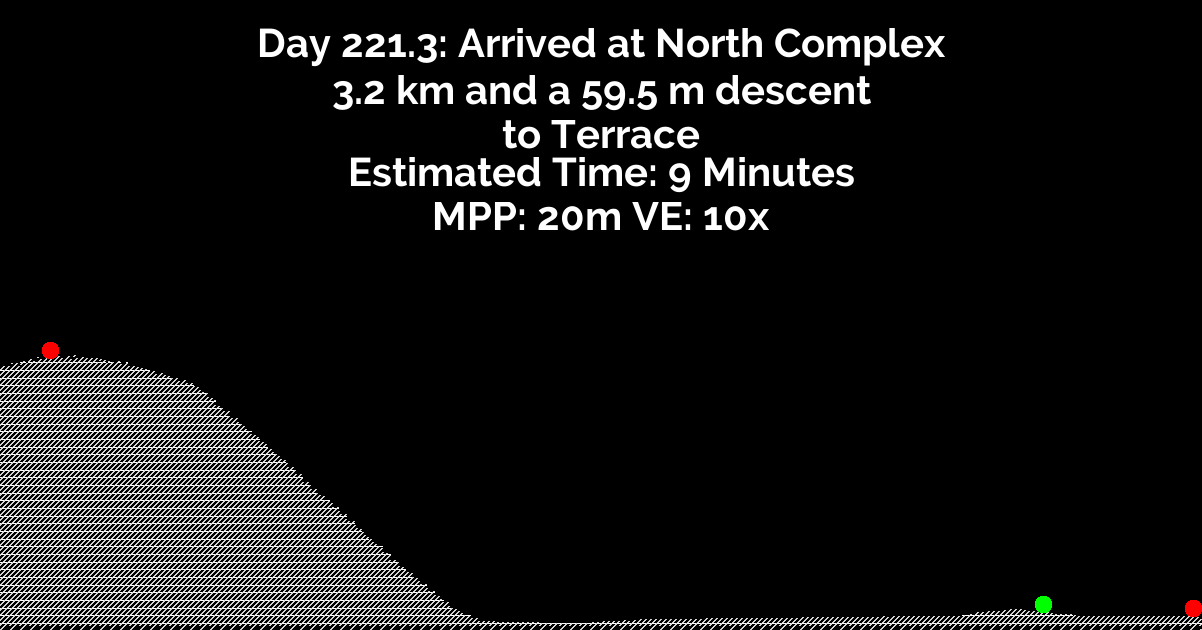 Day 221.3: Arrived at North Complex
3.2 km and a 59.5 m descent
to Terrace
Estimated Time: 9 Minutes
MPP: 20m VE: 10x